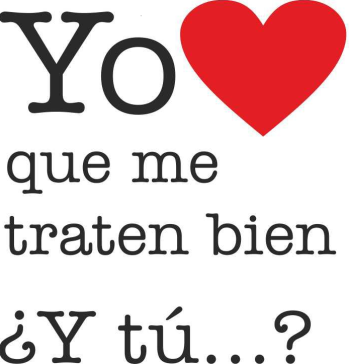 Yo
que me
traten bien
¿Y tú...?